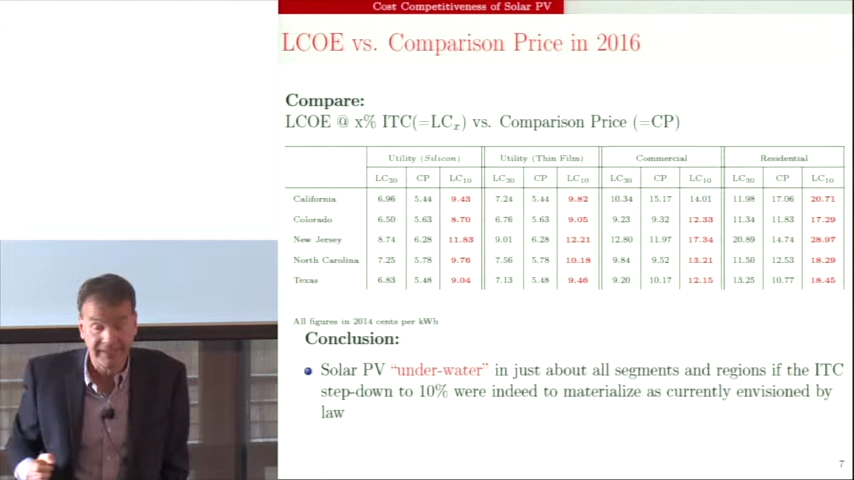 Cost Competitiveness of Solar PV
LCOE vs. Comparison Price in 2016
Compare:
LCOE @ x% ITC(=LCx) vs. Comparison Price (=CP)
Utility (Silicon) Utility (Thin Film) Commercial Residential
LC30 CP LC10 LC30 CP LC10 LC30 CP LC10 LC30 CP LC10
California 6.96 5.44 9.43 7.24 5.44 9.82 10.34 15.17 14.01 11.98 17.06 20.71
Colorado 6.50 5.63 8.70 6.76 5.63 9.05 9.23 9.32 12.33 11.34 11.83 17.29
New Jersey 8.74 6.28 11.83 9.01 6.28 12.21 12.80 11.97 17.34 20.89 14.74 28.97
North Carolina 7.25 5.78 9.76 7.56 5.78 10.18 9.84 9.52 13.21 11.50 12.53 18.29
Texas 6.83 5.48 9.04 7.13 5.48 9.46 9.20 10.17 12.15 13.25 10.77 18.45
All figures in 2014 cents per kWh
Conclusion:
Solar PV "under-water" in just about all segments and regions if the ITC
step-down to 10% were indeed to materialize as currently envisioned by
law
7